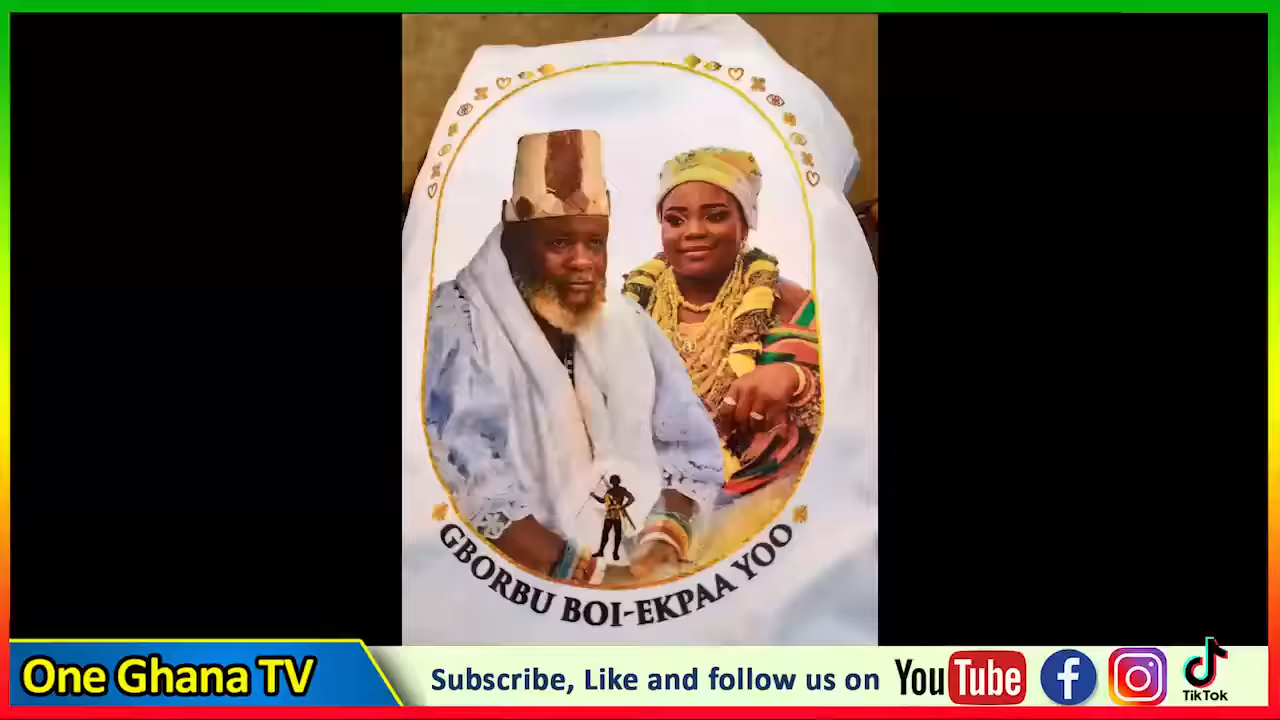 GBORBU BOI-EKPAA YOO
One Ghana TV
Subscribe, Like and follow us on YouTube
TikTok